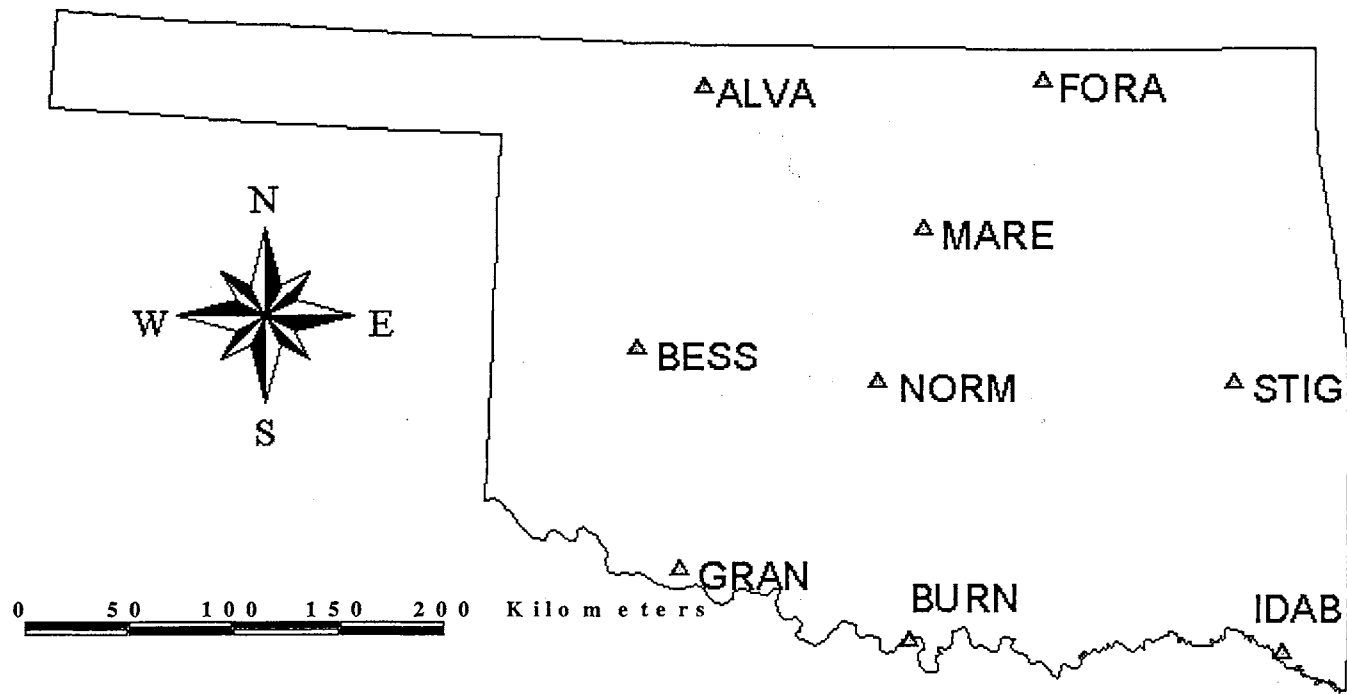 ALVA
FORA
N
MARE
W
E
BESS
NORM
STIG
S
GRAN
BURN
IDAB
0 50 100 150 200 Kilometers